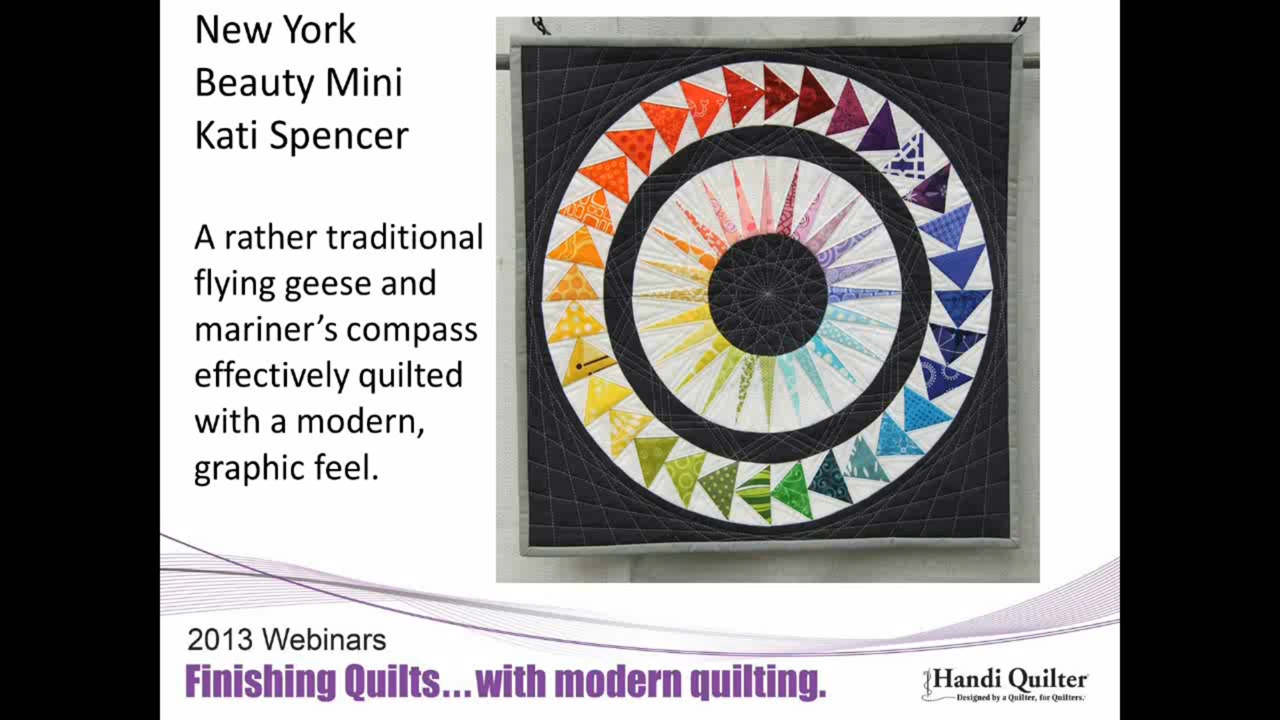 New York
Beauty Mini
Kati Spencer
A rather traditional
flying geese and
mariner’s compass
effectively quilted
with a modern,
graphic feel.
2013 Webinars
Finishing Quilts...with modern quilting.
Handi Quilter
Designed by a Quilter, for Quilters.